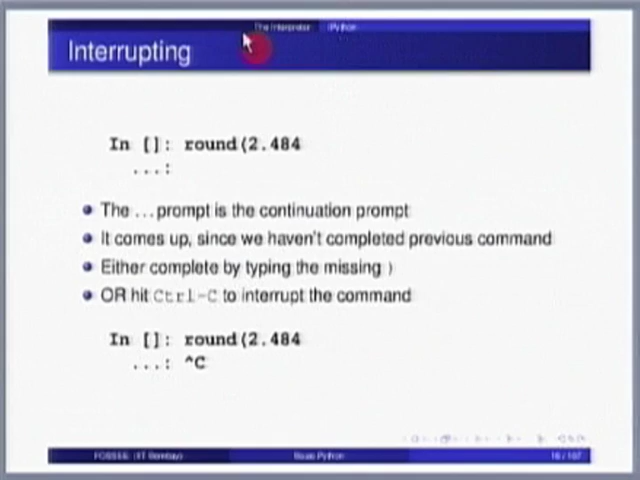 The Interpreter IPython
Interrupting
In []: round(2.484
...:
The ... prompt is the continuation prompt
It comes up, since we haven't completed previous command
Either complete by typing the missing )
OR hit Ctrl-C to interrupt the command
In []: round(2.484
...: ^C
FOSSEE (IIT Bombay) Basic Python